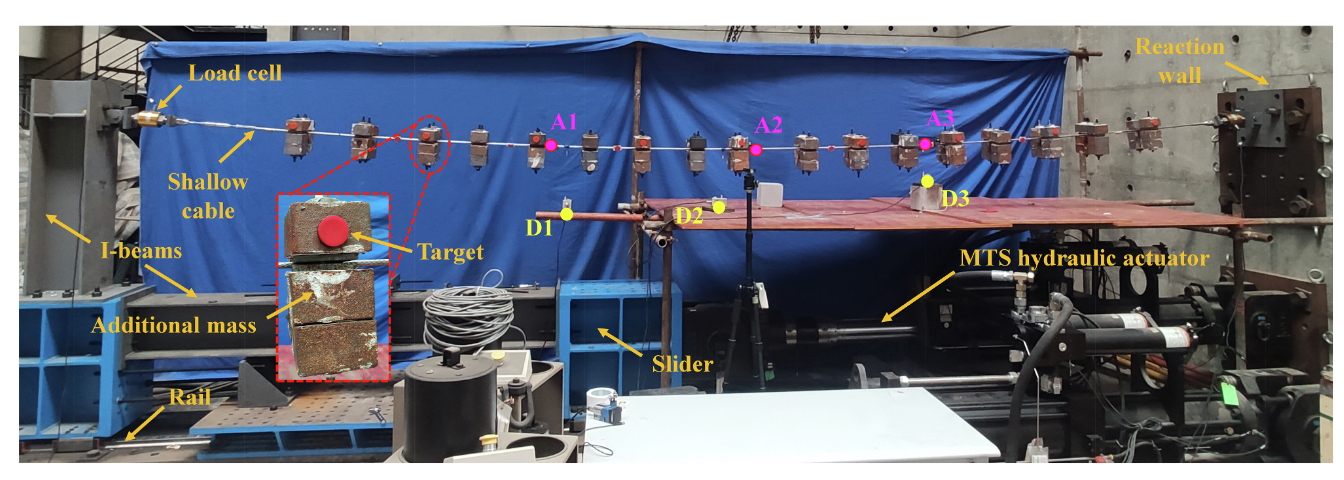 Reaction
wall
Load cell
A1
A2
A3
Shallow
cable
D1
D2
D3
I-beams
Target
MTS hydraulic actuator
Additional mass
Slider
Rail